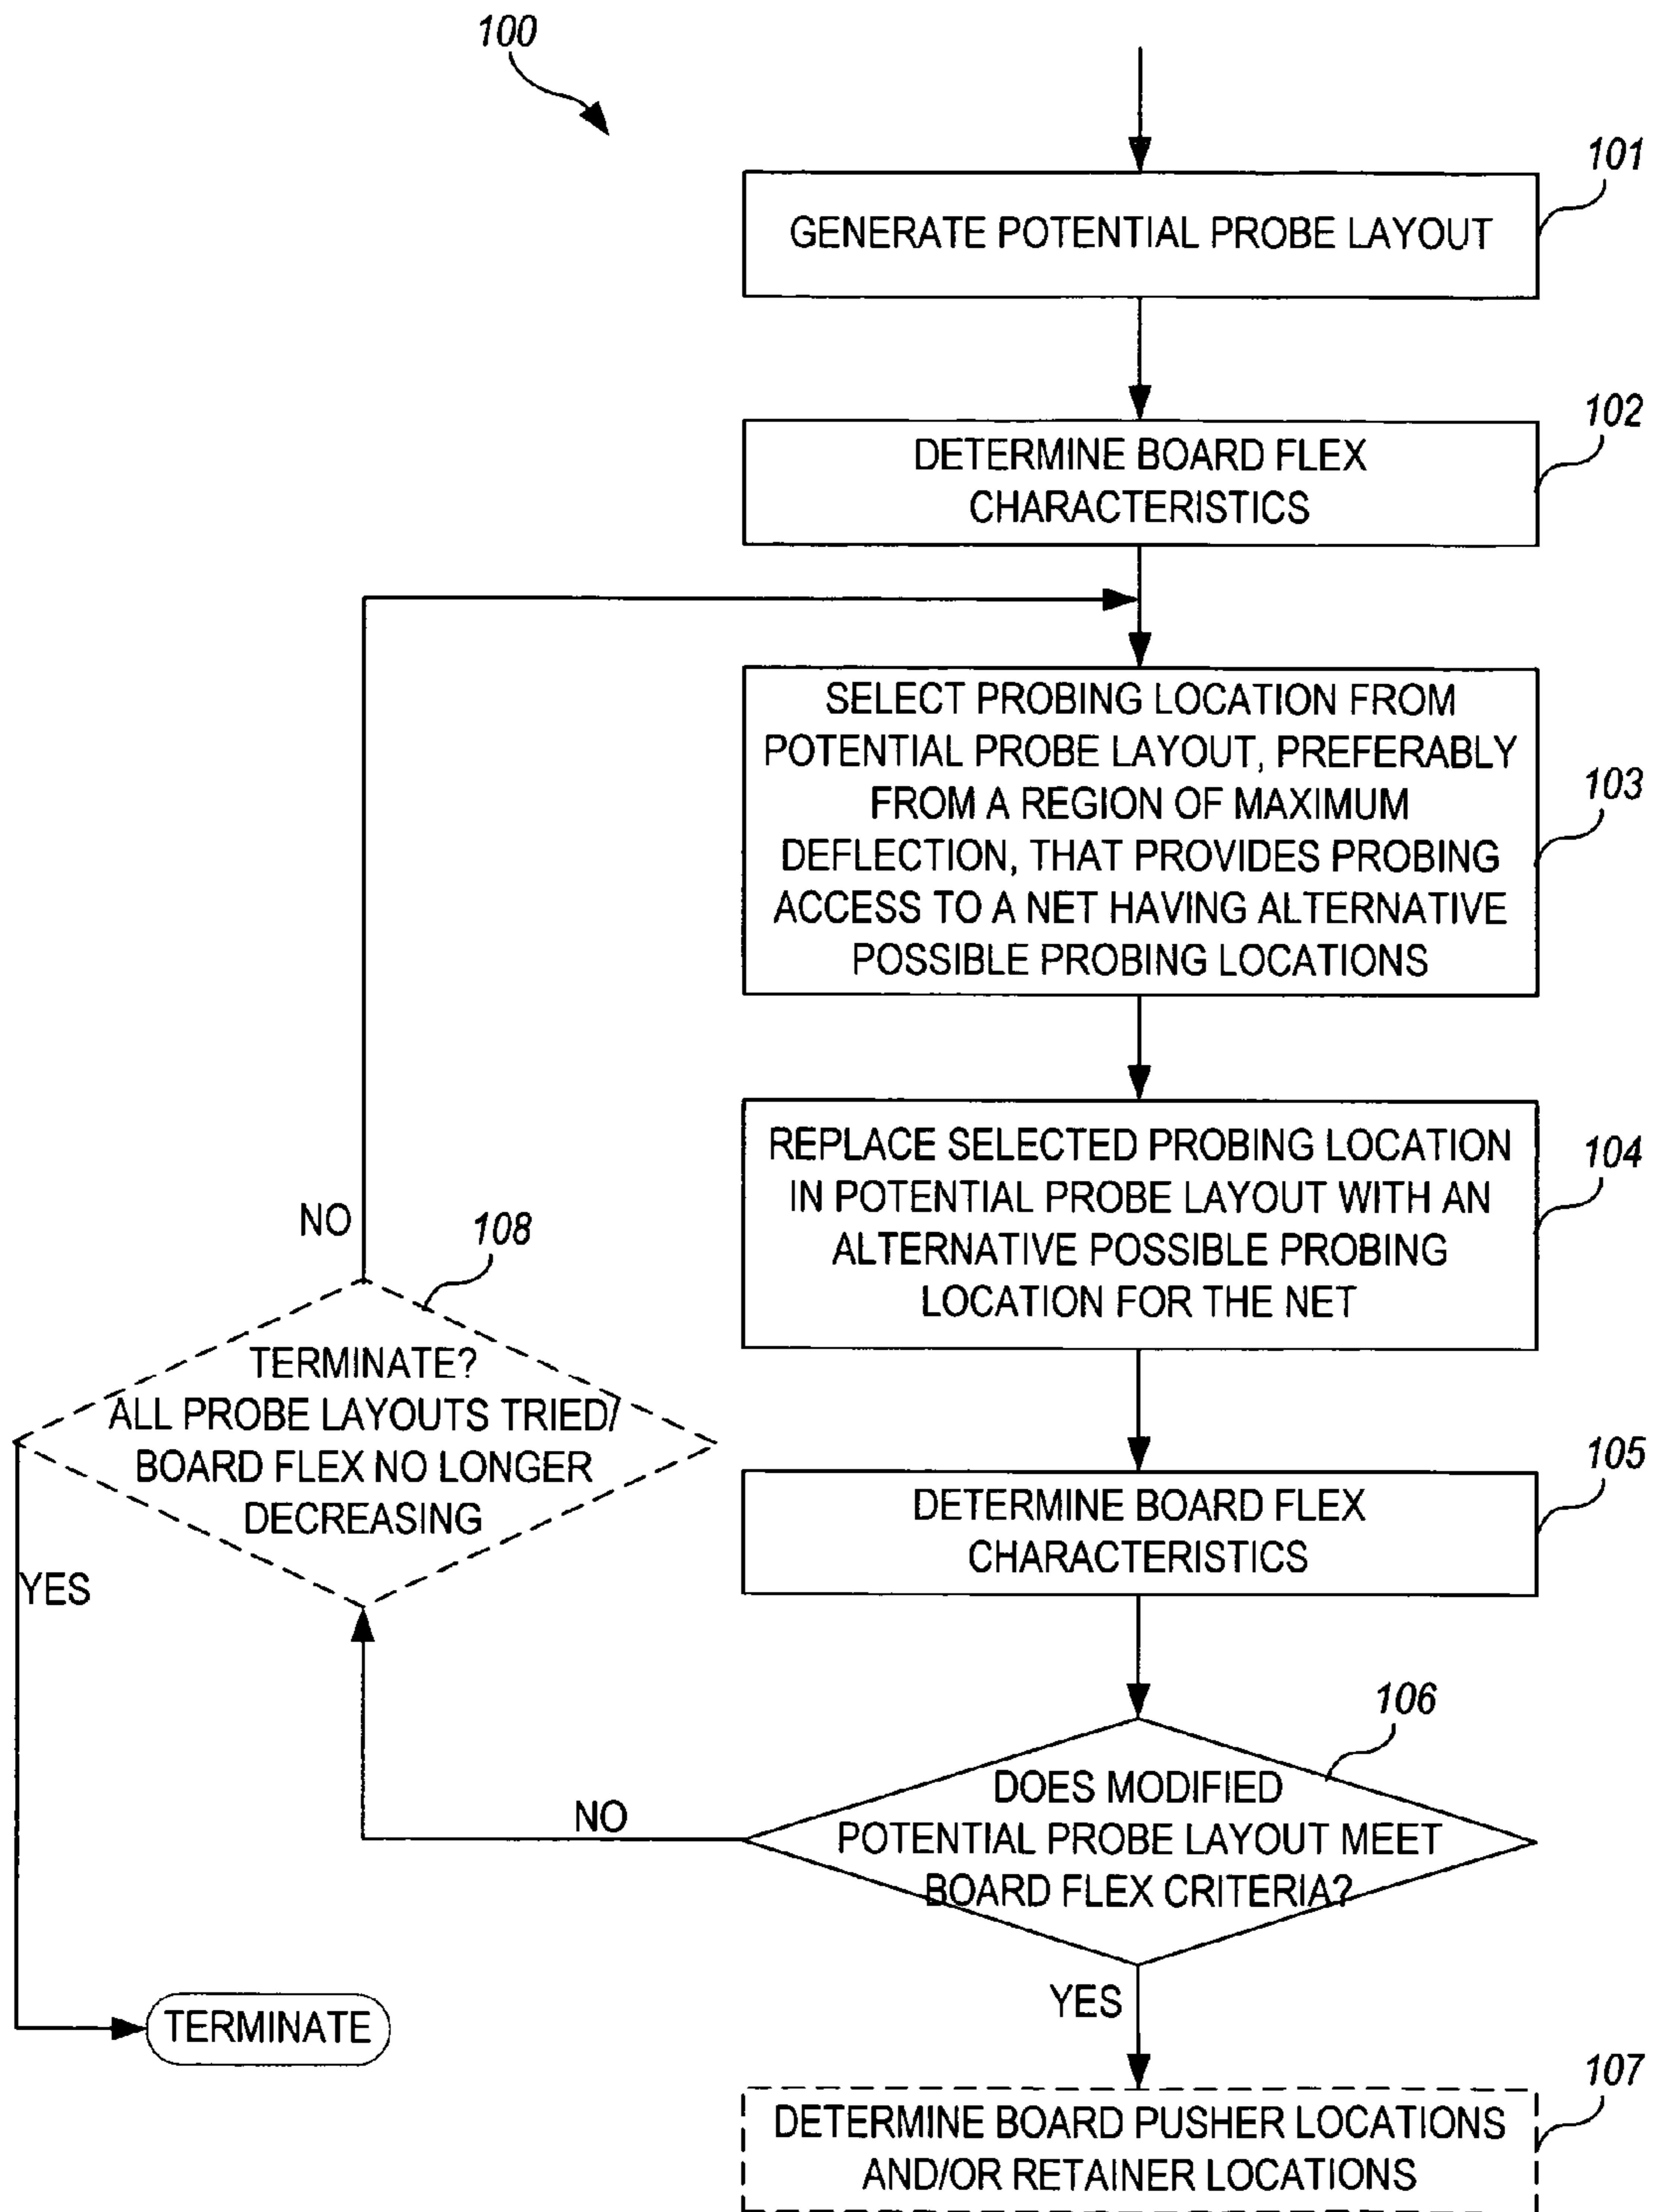 100
101
GENERATE POTENTIAL PROBE LAYOUT
102
DETERMINE BOARD FLEX
CHARACTERISTICS
103
SELECT PROBING LOCATION FROM
POTENTIAL PROBE LAYOUT, PREFERABLY
FROM A REGION OF MAXIMUM
DEFLECTION, THAT PROVIDES PROBING
ACCESS TO A NET HAVING ALTERNATIVE
POSSIBLE PROBING LOCATIONS
104
REPLACE SELECTED PROBING LOCATION
IN POTENTIAL PROBE LAYOUT WITH AN
ALTERNATIVE POSSIBLE PROBING
LOCATION FOR THE NET
NO
108
TERMINATE?
ALL PROBE LAYOUTS TRIED/
BOARD FLEX NO LONGER
DECREASING
YES
105
DETERMINE BOARD FLEX
CHARACTERISTICS
106
DOES MODIFIED
POTENTIAL PROBE LAYOUT MEET
BOARD FLEX CRITERIA?
NO
YES
TERMINATE
107
DETERMINE BOARD PUSHER LOCATIONS
AND/OR RETAINER LOCATIONS